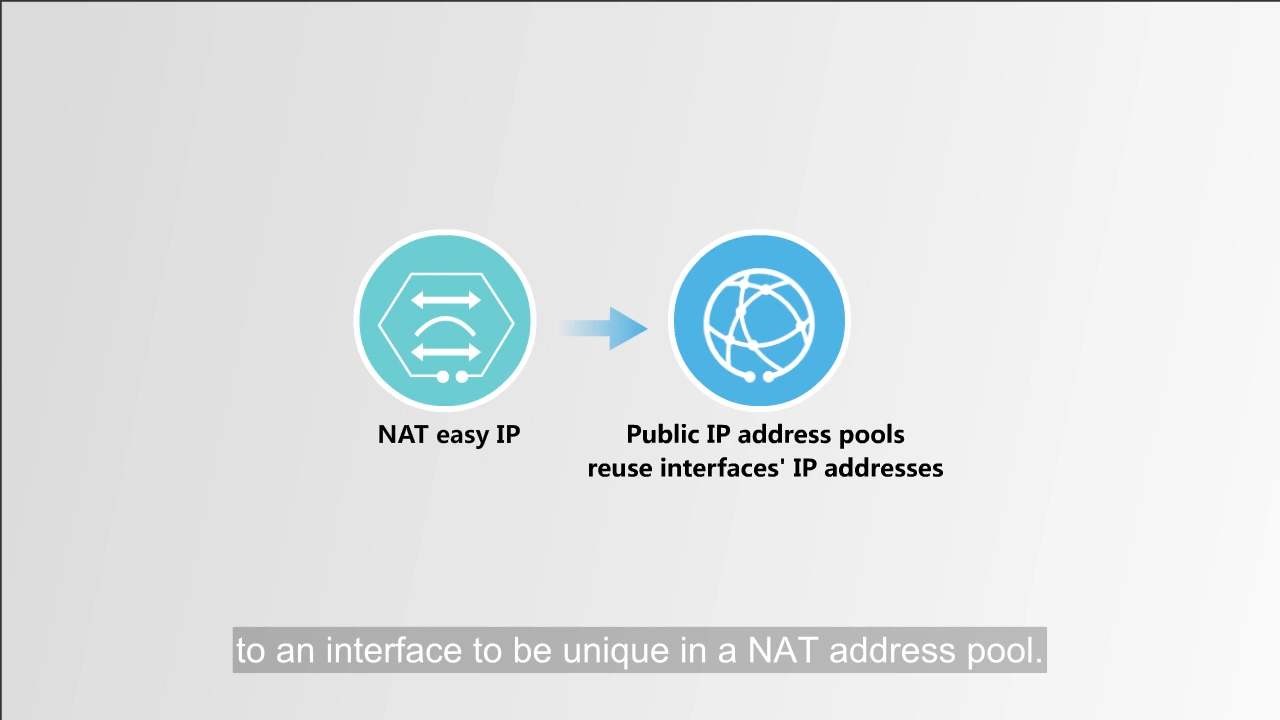 NAT easy IP
Public IP address pools
reuse interfaces' IP addresses
to an interface to be unique in a NAT address pool.